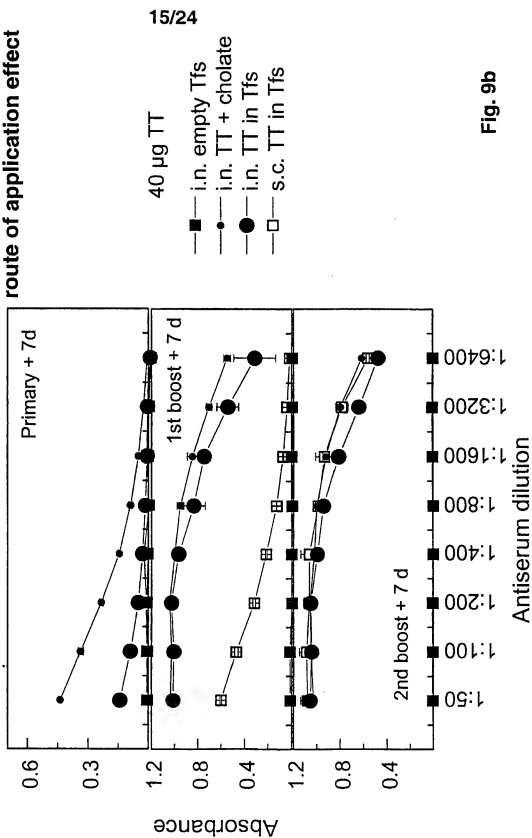 15/24
route of application effect
40 µg TT
i.n. empty Tfs
i.n. TT + cholate
i.n. TT in Tfs
s.c. TT in Tfs
Primary + 7d
0.6
0.3
1st boost + 7 d
1.2
0.8
0.4
2nd boost + 7 d
1.2
0.8
0.4
Absorbance
1:50
1:100
1:200
1:400
1:800
1:1600
1:3200
1:6400
Antiserum dilution
Fig. 9b